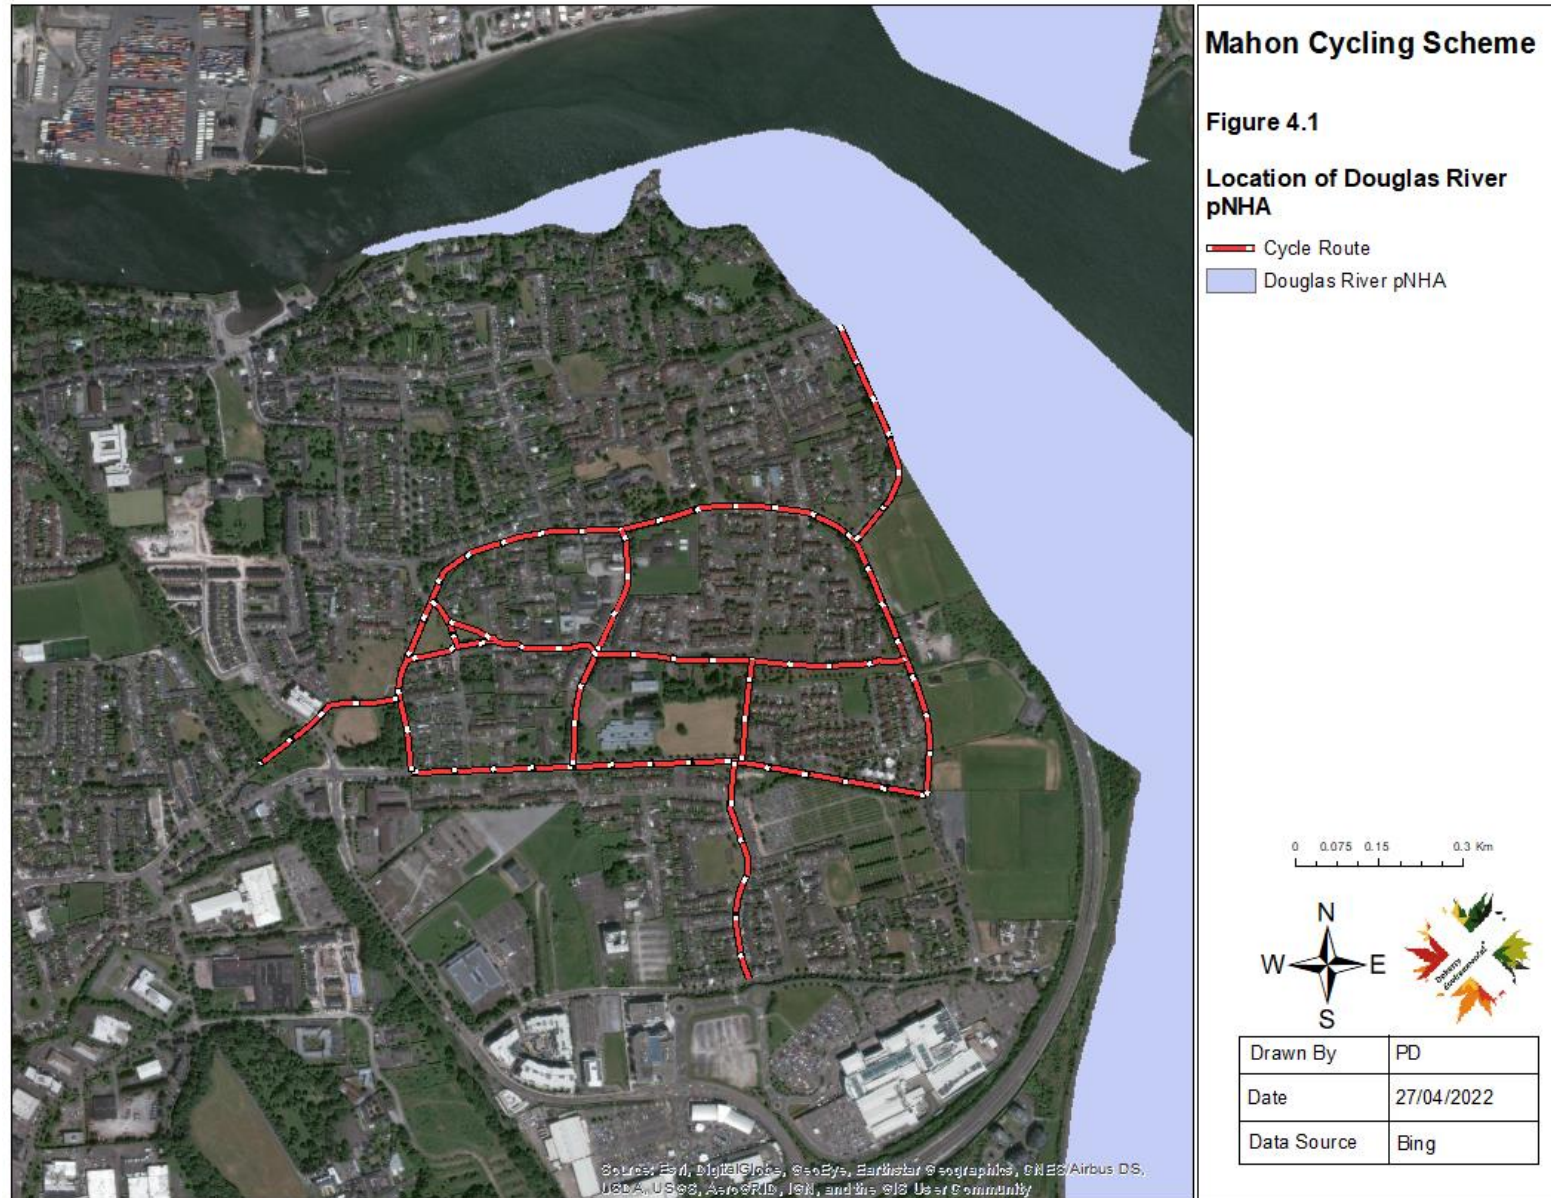 Mahon Cycling Scheme
Figure 4.1
Location of Douglas River
pNHA
Cycle Route
Douglas River pNHA
0 0.075 0.15 0.3 Km
N
W E
S
Doherty
Environmental
Drawn By PD
Date 27/04/2022
Data Source Bing
Source: Esri, DigitalGlobe, GeoEye, Earthstar Geographics, CNES/Airbus DS,
USDA, USGS, AeroGRID, IGN, and the GIS User Community